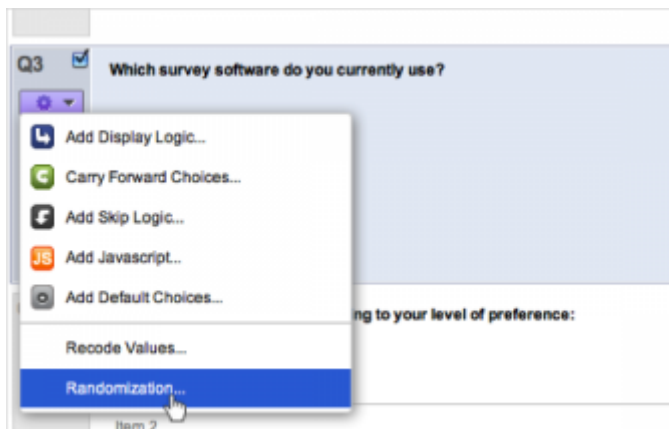 Q3
Which survey software do you currently use?
Add Display Logic...
Carry Forward Choices...
Add Skip Logic...
JS Add Javascript...
Add Default Choices...
ng to your level of preference:
Recode Values...
Randomization...
Item 2